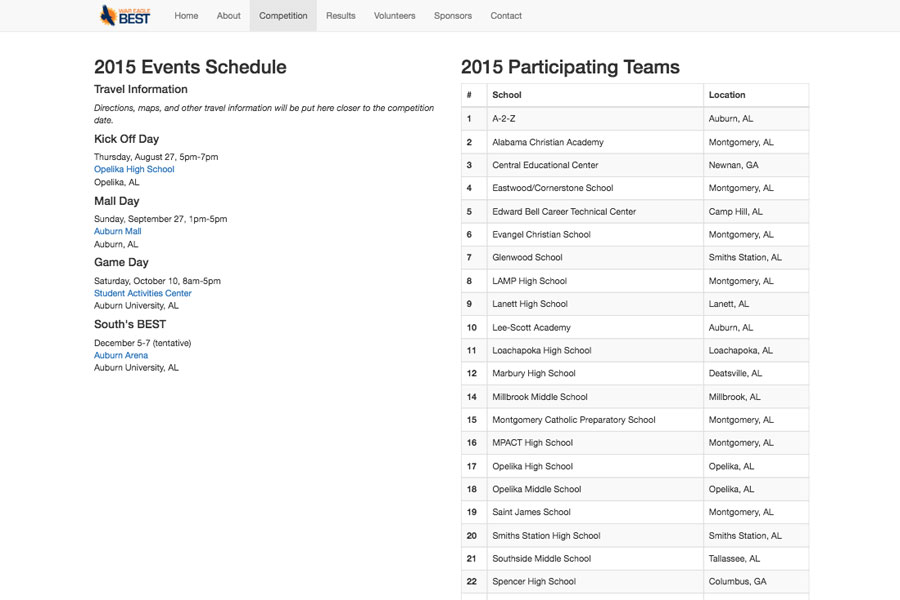 WAR EAGLE
BEST
Home About Competition Results Volunteers Sponsors Contact
2015 Events Schedule
Travel Information
Directions, maps, and other travel information will be put here closer to the competition
date.
Kick Off Day
Thursday, August 27, 5pm-7pm
Opelika High School
Opelika, AL
Mall Day
Sunday, September 27, 1pm-5pm
Auburn Mall
Auburn, AL
Game Day
Saturday, October 10, 8am-5pm
Student Activities Center
Auburn University, AL
South's BEST
December 5-7 (tentative)
Auburn Arena
Auburn University, AL
2015 Participating Teams
# School Location
1 A-2-Z Auburn, AL
2 Alabama Christian Academy Montgomery, AL
3 Central Educational Center Newnan, GA
4 Eastwood/Cornerstone School Montgomery, AL
5 Edward Bell Career Technical Center Camp Hill, AL
6 Evangel Christian School Montgomery, AL
7 Glenwood School Smiths Station, AL
8 LAMP High School Montgomery, AL
9 Lanett High School Lanett, AL
10 Lee-Scott Academy Auburn, AL
11 Loachapoka High School Loachapoka, AL
12 Marbury High School Deatsville, AL
14 Millbrook Middle School Millbrook, AL
15 Montgomery Catholic Preparatory School Montgomery, AL
16 MPACT High School Montgomery, AL
17 Opelika High School Opelika, AL
18 Opelika Middle School Opelika, AL
19 Saint James School Montgomery, AL
20 Smiths Station High School Smiths Station, AL
21 Southside Middle School Tallassee, AL
22 Spencer High School Columbus, GA